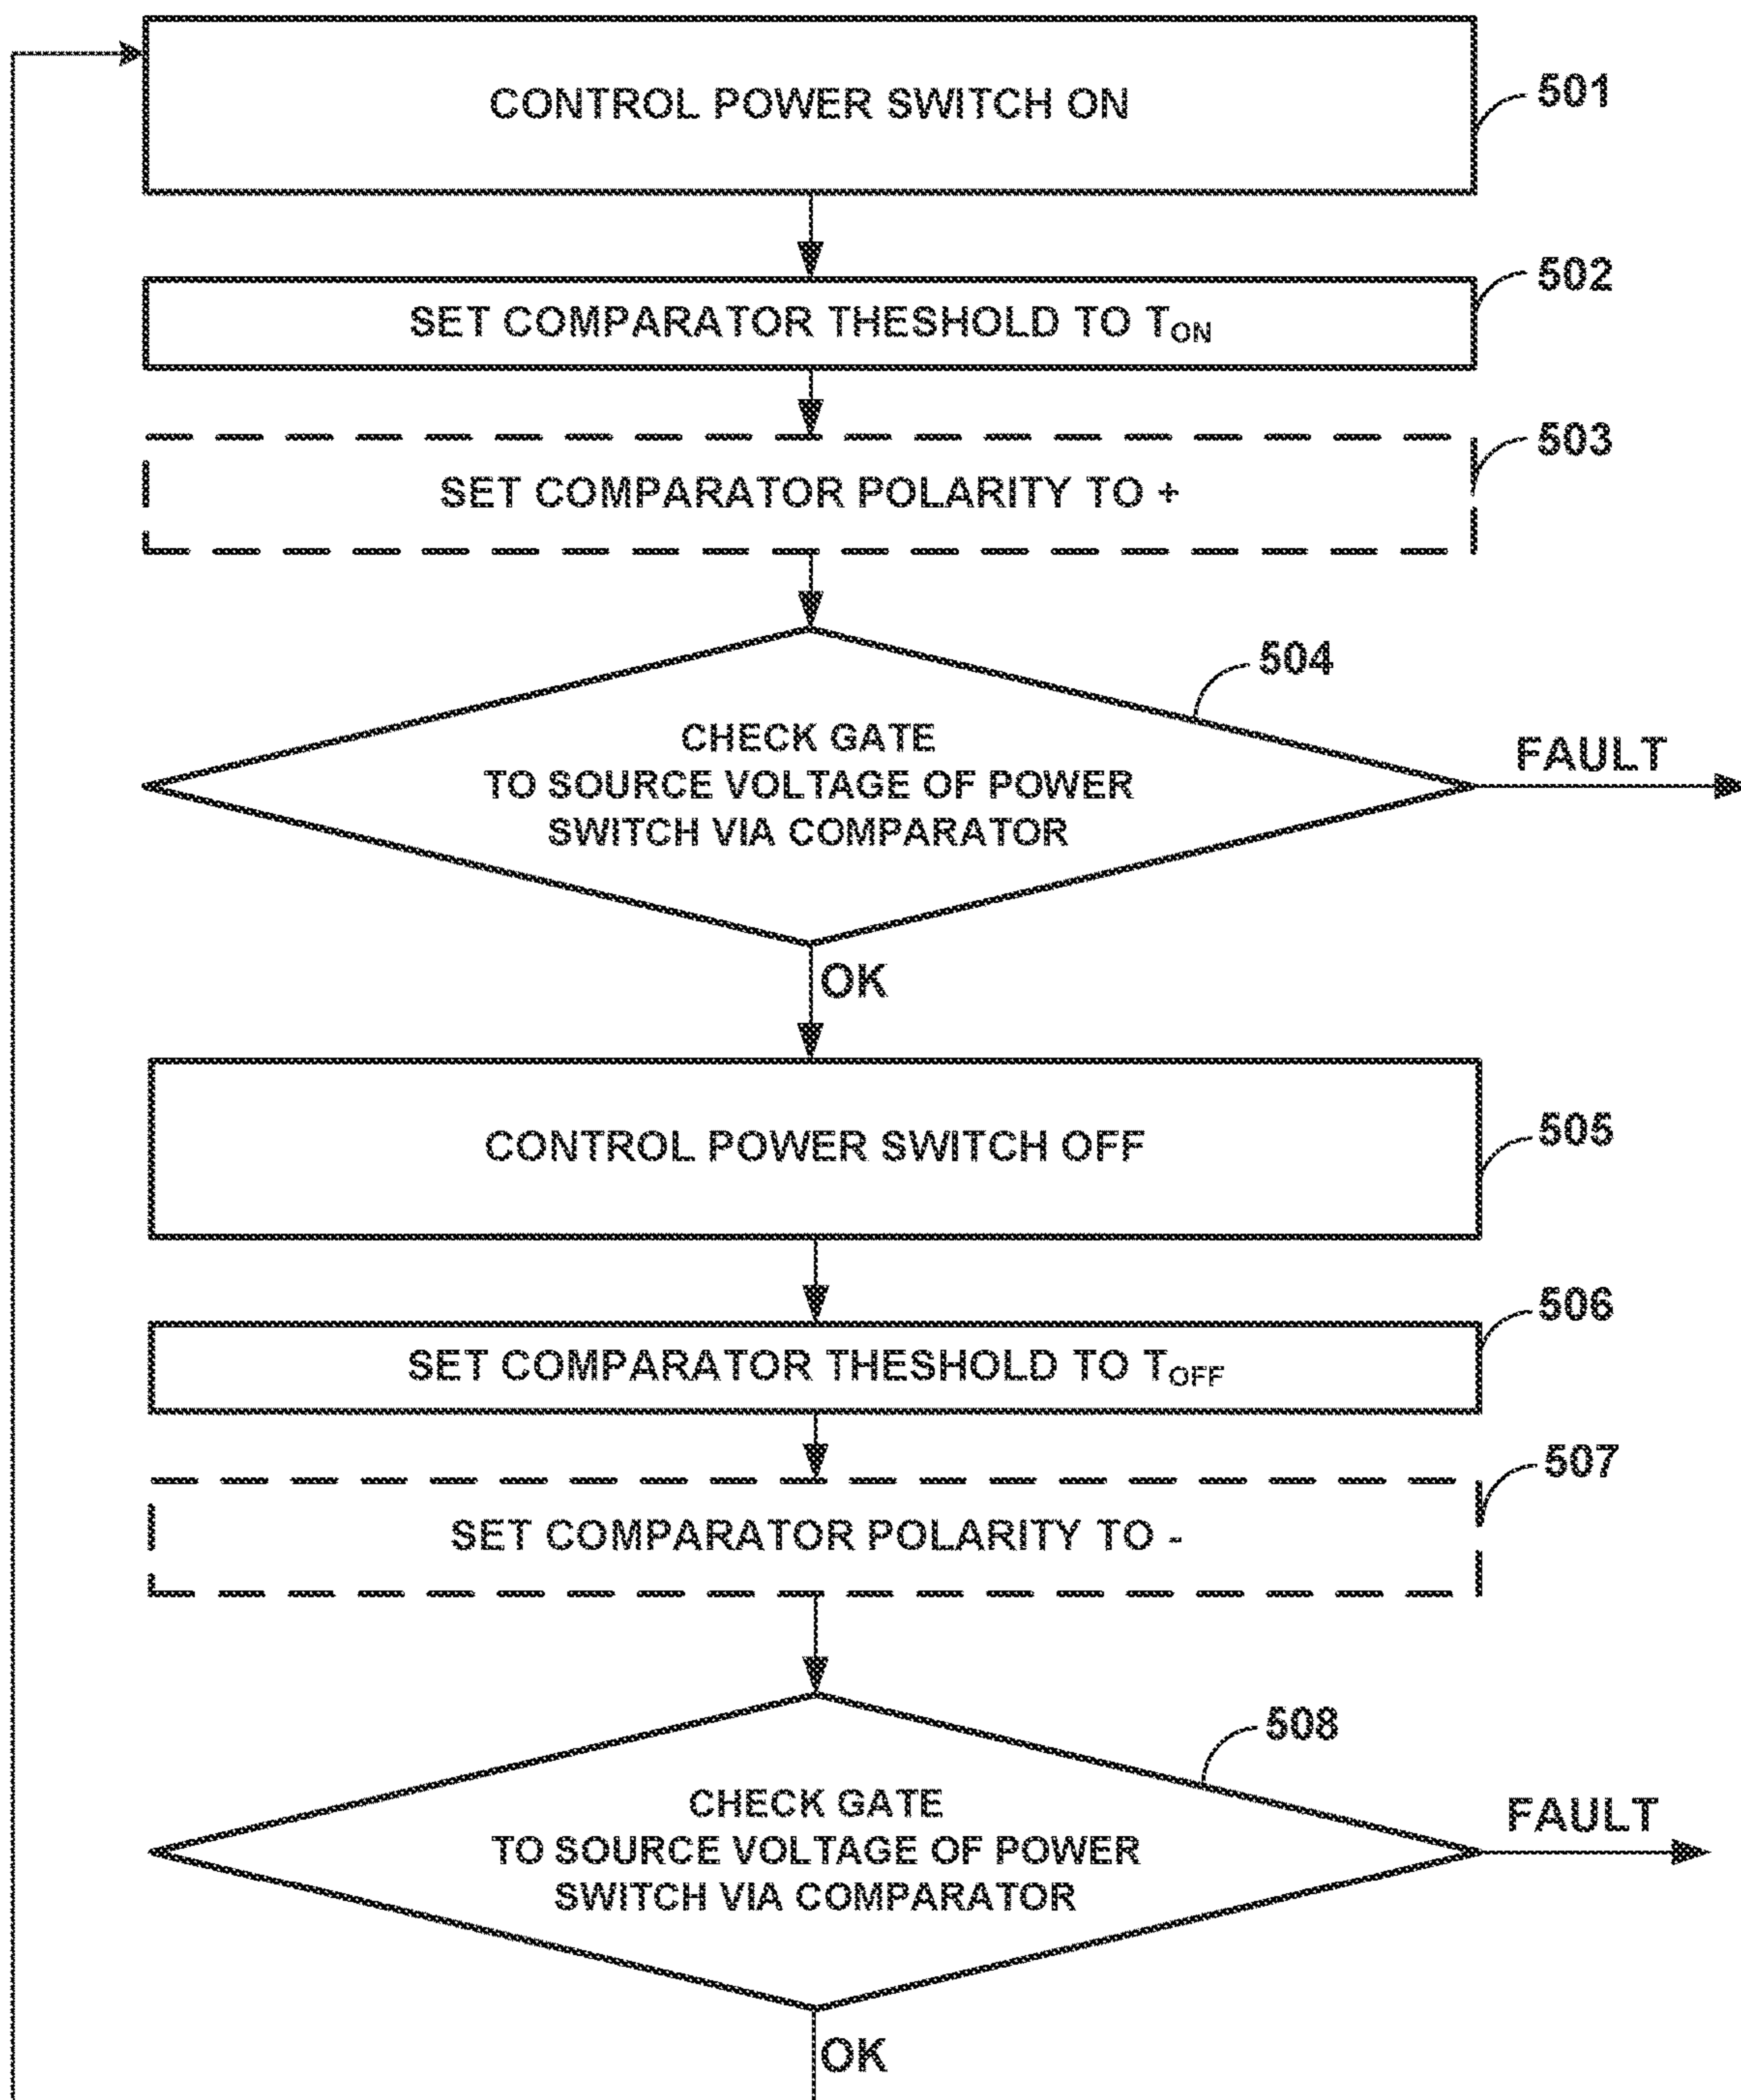 CONTROL POWER SWITCH ON
501
502
SET COMPARATOR THESHOLD TO TON
503
SET COMPARATOR POLARITY TO +
504
CHECK GATE
TO SOURCE VOLTAGE OF POWER
SWITCH VIA COMPARATOR
FAULT
OK
CONTROL POWER SWITCH OFF
505
506
SET COMPARATOR THESHOLD TO TOFF
507
SET COMPARATOR POLARITY TO -
508
CHECK GATE
TO SOURCE VOLTAGE OF POWER
SWITCH VIA COMPARATOR
FAULT
OK